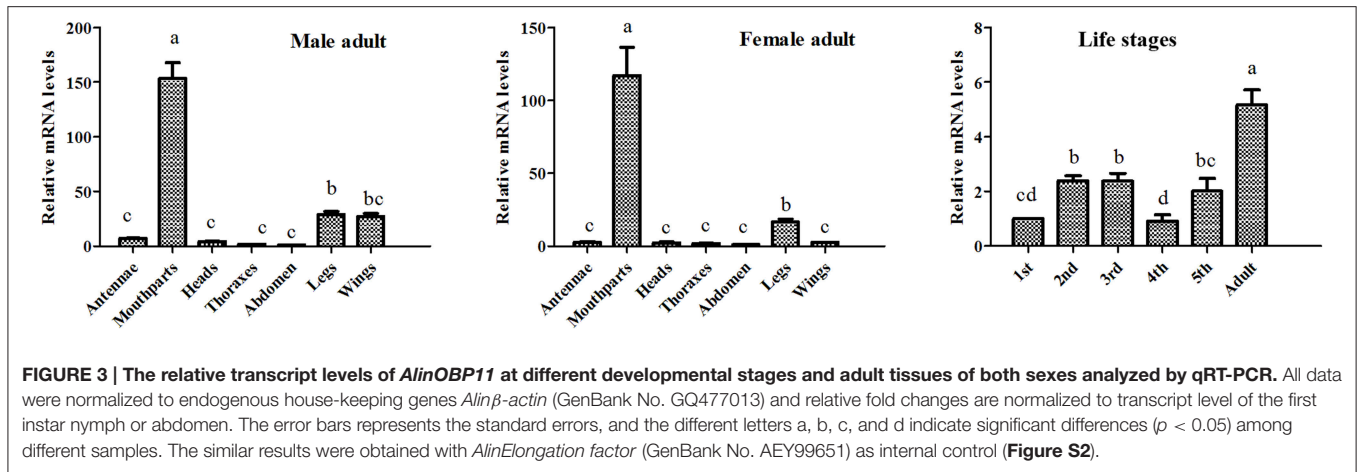 Male adult
Relative mRNA levels
200
150
100
50
0
c
a
c
c
c
b
bc
Antennae
Mouthparts
Heads
Thoraxes
Abdomen
Legs
Wings
Female adult
Relative mRNA levels
150
100
50
0
c
a
c
c
c
b
c
Antennae
Mouthparts
Heads
Thoraxes
Abdomen
Legs
Wings
Life stages
Relative mRNA levels
8
6
4
2
0
cd
b
b
d
bc
a
1st
2nd
3rd
4th
5th
Adult
FIGURE 3 | The relative transcript levels of AlinOBP11 at different developmental stages and adult tissues of both sexes analyzed by qRT-PCR. All data
were normalized to endogenous house-keeping genes Alinβ-actin (GenBank No. GQ477013) and relative fold changes are normalized to transcript level of the first
instar nymph or abdomen. The error bars represents the standard errors, and the different letters a, b, c, and d indicate significant differences (p < 0.05) among
different samples. The similar results were obtained with AlinElongation factor (GenBank No. AEY99651) as internal control (Figure S2).